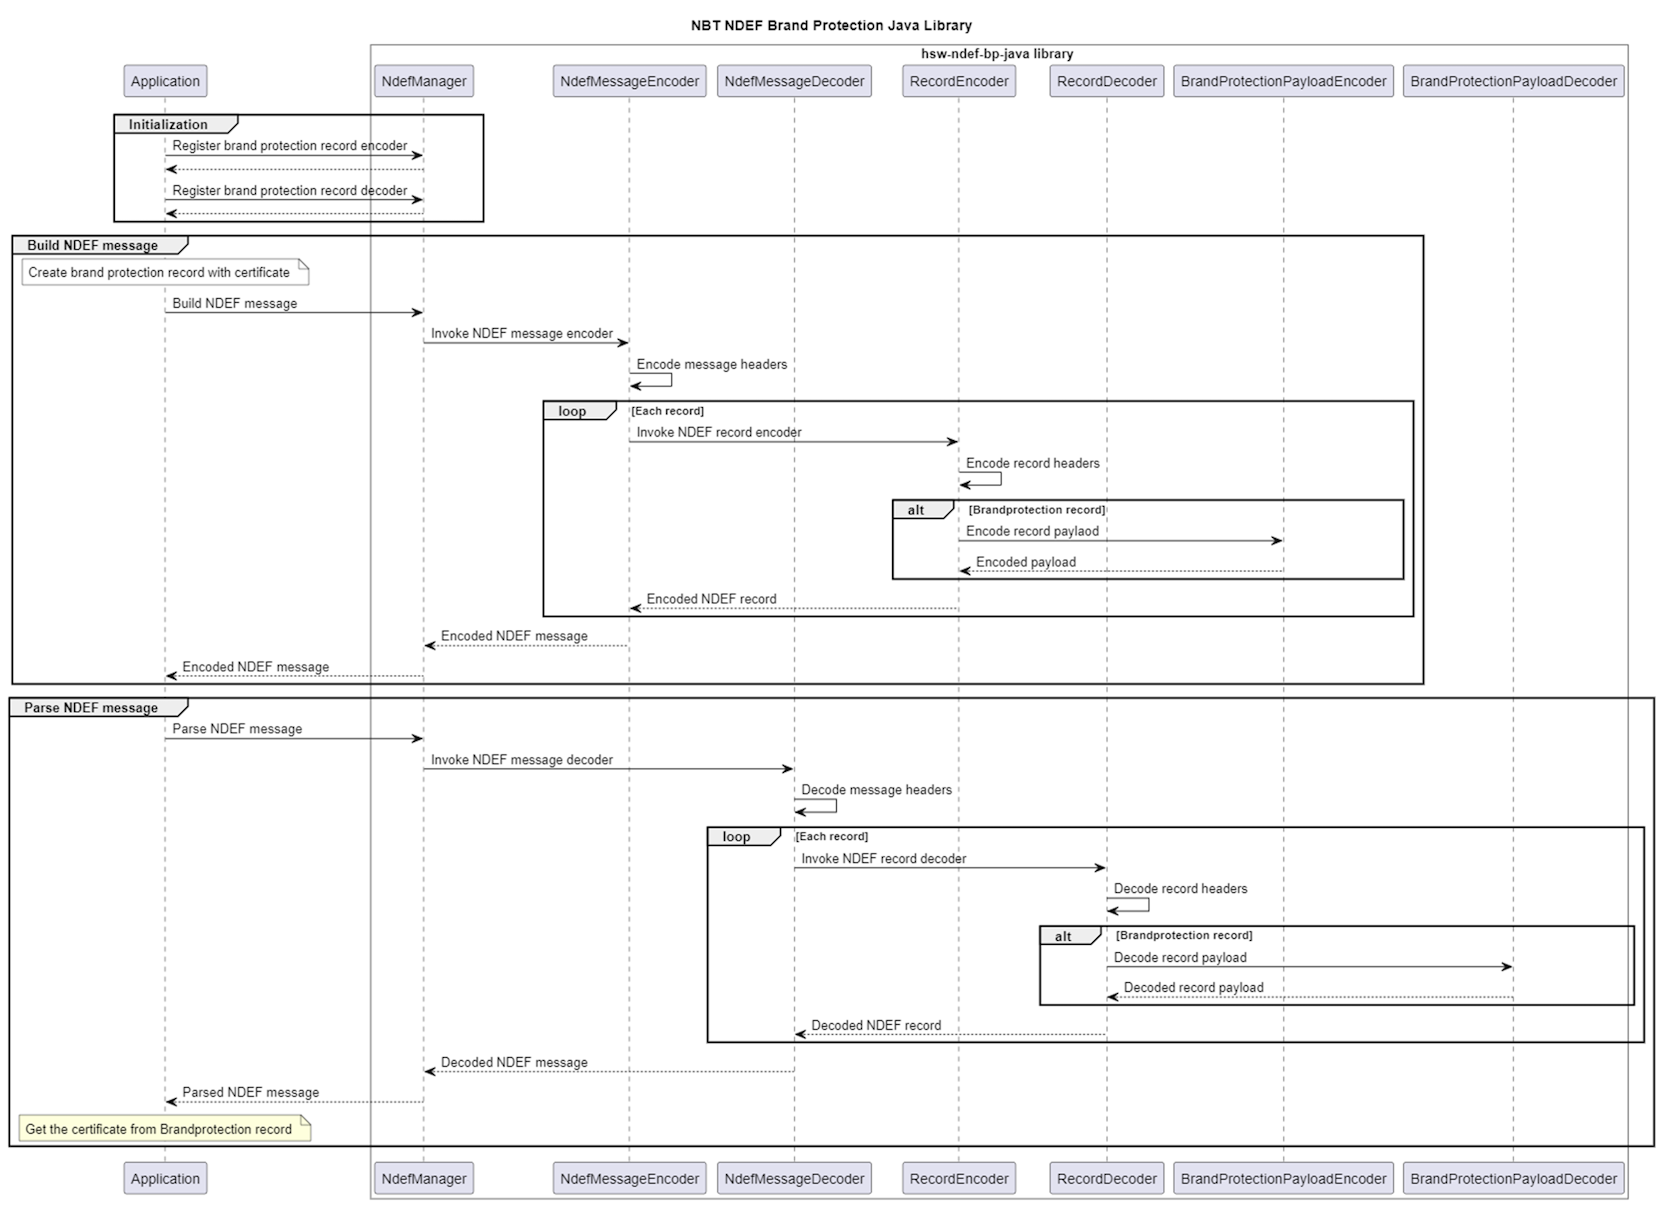 NBT NDEF Brand Protection Java Library
hsw-ndef-bp-java library
Application
NdefManager
NdefMessageEncoder
NdefMessageDecoder
RecordEncoder
RecordDecoder
BrandProtectionPayloadEncoder
BrandProtectionPayloadDecoder
Initialization
Register brand protection record encoder
Register brand protection record decoder
Build NDEF message
Create brand protection record with certificate
Build NDEF message
Invoke NDEF message encoder
Encode message headers
loop
[Each record]
Invoke NDEF record encoder
Encode record headers
alt
[Brandprotection record]
Encode record paylaod
Encoded payload
Encoded NDEF record
Encoded NDEF message
Encoded NDEF message
Parse NDEF message
Parse NDEF message
Invoke NDEF message decoder
Decode message headers
loop
[Each record]
Invoke NDEF record decoder
Decode record headers
alt
[Brandprotection record]
Decode record payload
Decoded record payload
Decoded NDEF record
Decoded NDEF message
Parsed NDEF message
Get the certificate from Brandprotection record
Application
NdefManager
NdefMessageEncoder
NdefMessageDecoder
RecordEncoder
RecordDecoder
BrandProtectionPayloadEncoder
BrandProtectionPayloadDecoder